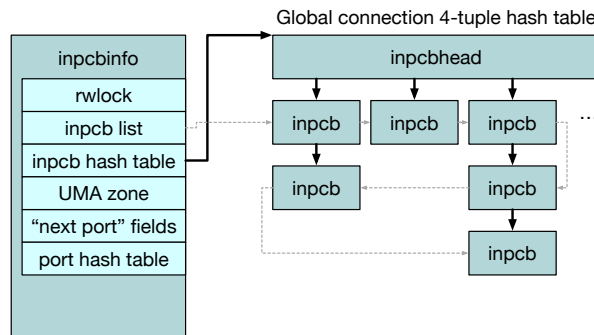 Global connection 4-tuple hash table
inpcbinfo
rwlock
inpcb list
inpcb hash table
UMA zone
“next port” fields
port hash table
inpcbhead
inpcb
inpcb
inpcb
...
inpcb
inpcb
inpcb